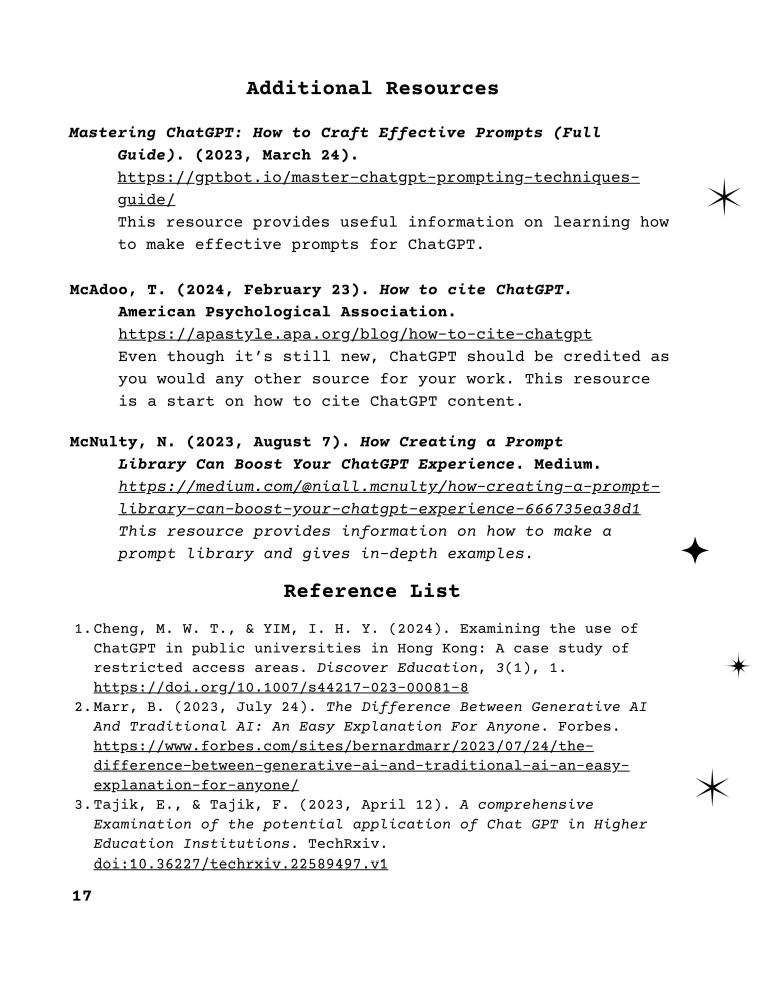 Additional Resources
Mastering ChatGPT: How to Craft Effective Prompts (Full
Guide). (2023, March 24).
https://gptbot.io/master-chatgpt-prompting-techniques-
guide/
This resource provides useful information on learning how
to make effective prompts for ChatGPT.
McAdoo, T. (2024, February 23). How to cite ChatGPT.
American Psychological Association.
https://apastyle.apa.org/blog/how-to-cite-chatgpt
Even though it’s still new, ChatGPT should be credited as
you would any other source for your work. This resource
is a start on how to cite ChatGPT content.
McNulty, N. (2023, August 7). How Creating a Prompt
Library Can Boost Your ChatGPT Experience. Medium.
https://medium.com/@niall.mcnulty/how-creating-a-prompt-
library-can-boost-your-chatgpt-experience-666735ea38d1
This resource provides information on how to make a
prompt library and gives in-depth examples.
Reference List
1. Cheng, M. W. T., & YIM, I. H. Y. (2024). Examining the use of
ChatGPT in public universities in Hong Kong: A case study of
restricted access areas. Discover Education, 3(1), 1.
https://doi.org/10.1007/s44217-023-00081-8
2. Marr, B. (2023, July 24). The Difference Between Generative AI
And Traditional AI: An Easy Explanation For Anyone. Forbes.
https://www.forbes.com/sites/bernardmarr/2023/07/24/the-
difference-between-generative-ai-and-traditional-ai-an-easy-
explanation-for-anyone/
3. Tajik, E., & Tajik, F. (2023, April 12). A comprehensive
Examination of the potential application of Chat GPT in Higher
Education Institutions. TechRxiv.
doi:10.36227/techrxiv.22589497.v1
17